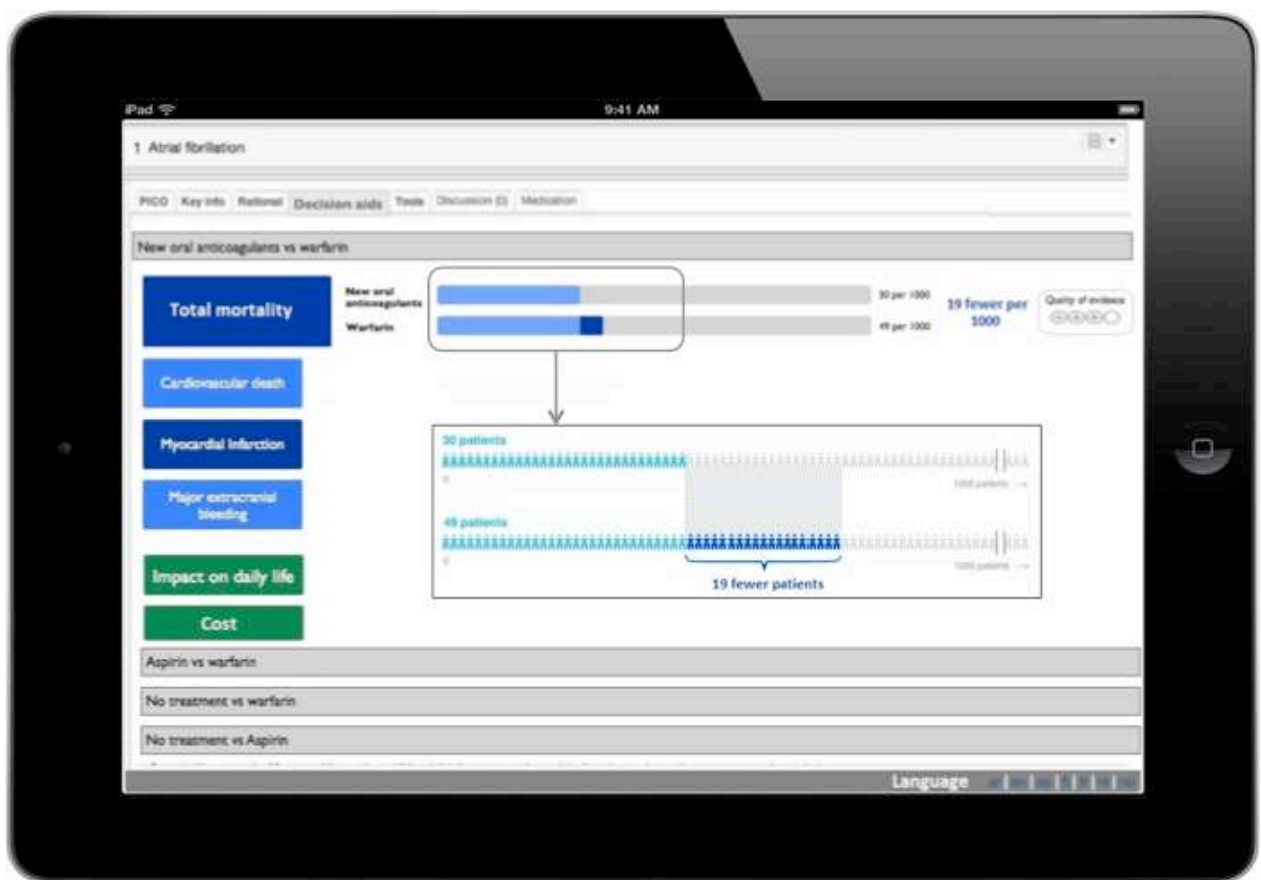 iPad
9:41 AM
1 Atrial fibrillation
PICO Key info Rational Decision aids Tools Discussion (0) Medication
New oral anticoagulants vs warfarin
Total mortality
New oral
anticoagulants
Warfarin
30 per 1000
49 per 1000
19 fewer per
1000
Quality of evidence
Cardiovascular death
Myocardial Infarction
Major extracranial
bleeding
Impact on daily life
Cost
30 patients
0
1000 patients
49 patients
0
1000 patients
19 fewer patients
Aspirin vs warfarin
No treatment vs warfarin
No treatment vs Aspirin
Language